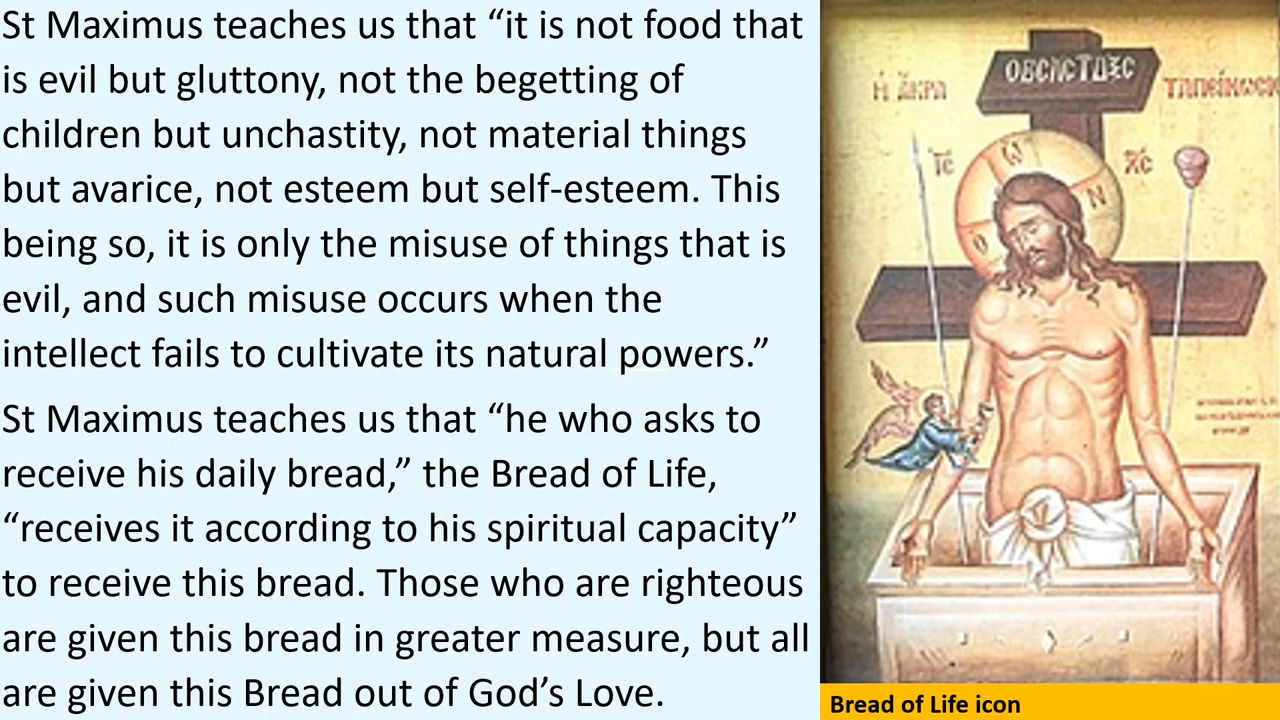 St Maximus teaches us that “it is not food that
is evil but gluttony, not the begetting of
children but unchastity, not material things
but avarice, not esteem but self-esteem. This
being so, it is only the misuse of things that is
evil, and such misuse occurs when the
intellect fails to cultivate its natural powers.”
St Maximus teaches us that “he who asks to
receive his daily bread,” the Bread of Life,
“receives it according to his spiritual capacity”
to receive this bread. Those who are righteous
are given this bread in greater measure, but all
are given this Bread out of God’s Love.
Η ἌΚΡΑ
ἸC
X͞C
Ο Ω Ν
Bread of Life icon